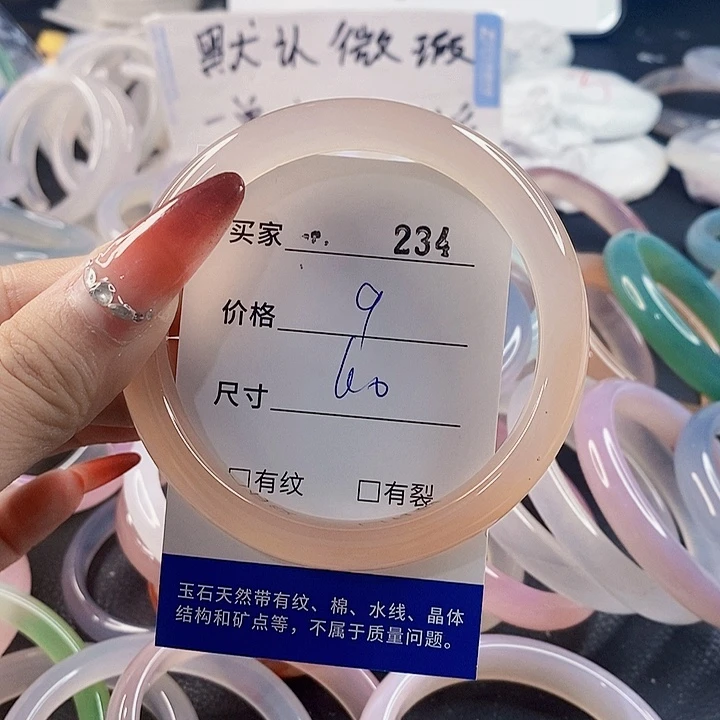 默认微瑕
买家 234
价格 9
尺寸 60
□有纹 □有裂
玉石天然带有纹、棉、水线、晶体
结构和矿点等，不属于质量问题。